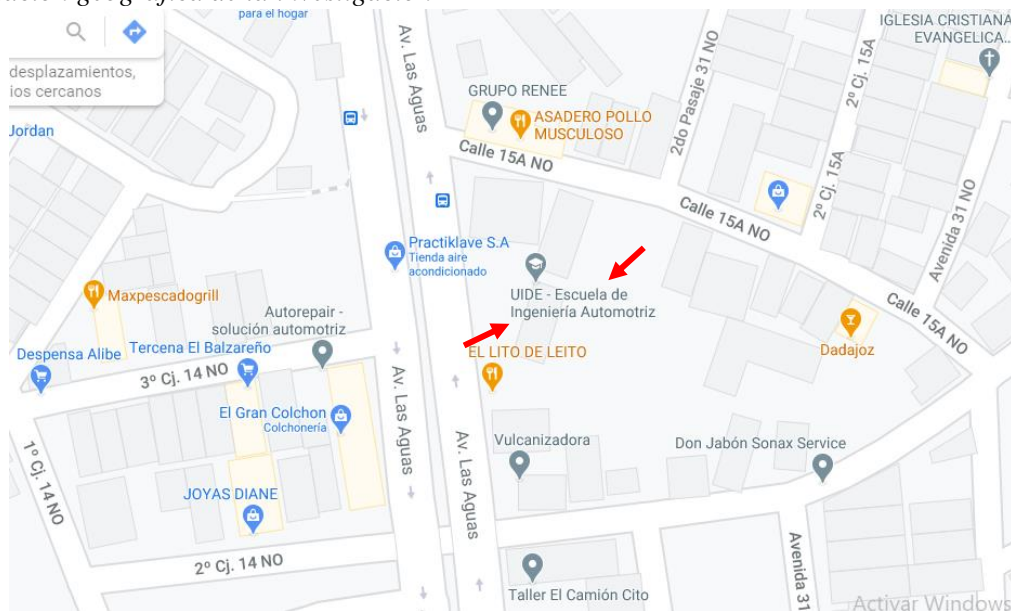 para el hogar
desplazamientos,
ios cercanos
Jordan
Av. Las Aguas
GRUPO RENEE
ASADERO POLLO
MUSCULOSO
Calle 15A NO
2do Pasaje 31 NO
2° Cj. 15A
IGLESIA CRISTIANA
EVANGELICA...
2° Cj. 15A
Calle 15A NO
Avenida 31 NO
Calle 15A NO
Practiklave S.A
Tienda aire
acondicionado
UIDE - Escuela de
Ingeniería Automotriz
Maxpescadogrill
Autorepair -
solución automotriz
Despensa Alibe
Tercena El Balzareño
3° Cj. 14 NO
EL LITO DE LEITO
Dadajoz
El Gran Colchon
Colchonería
Av. Las Aguas
Av. Las Aguas
Vulcanizadora
Don Jabón Sonax Service
1° Cj. 14 NO
JOYAS DIANE
2° Cj. 14 NO
Taller El Camión Cito
Avenida 31
Activar Windows